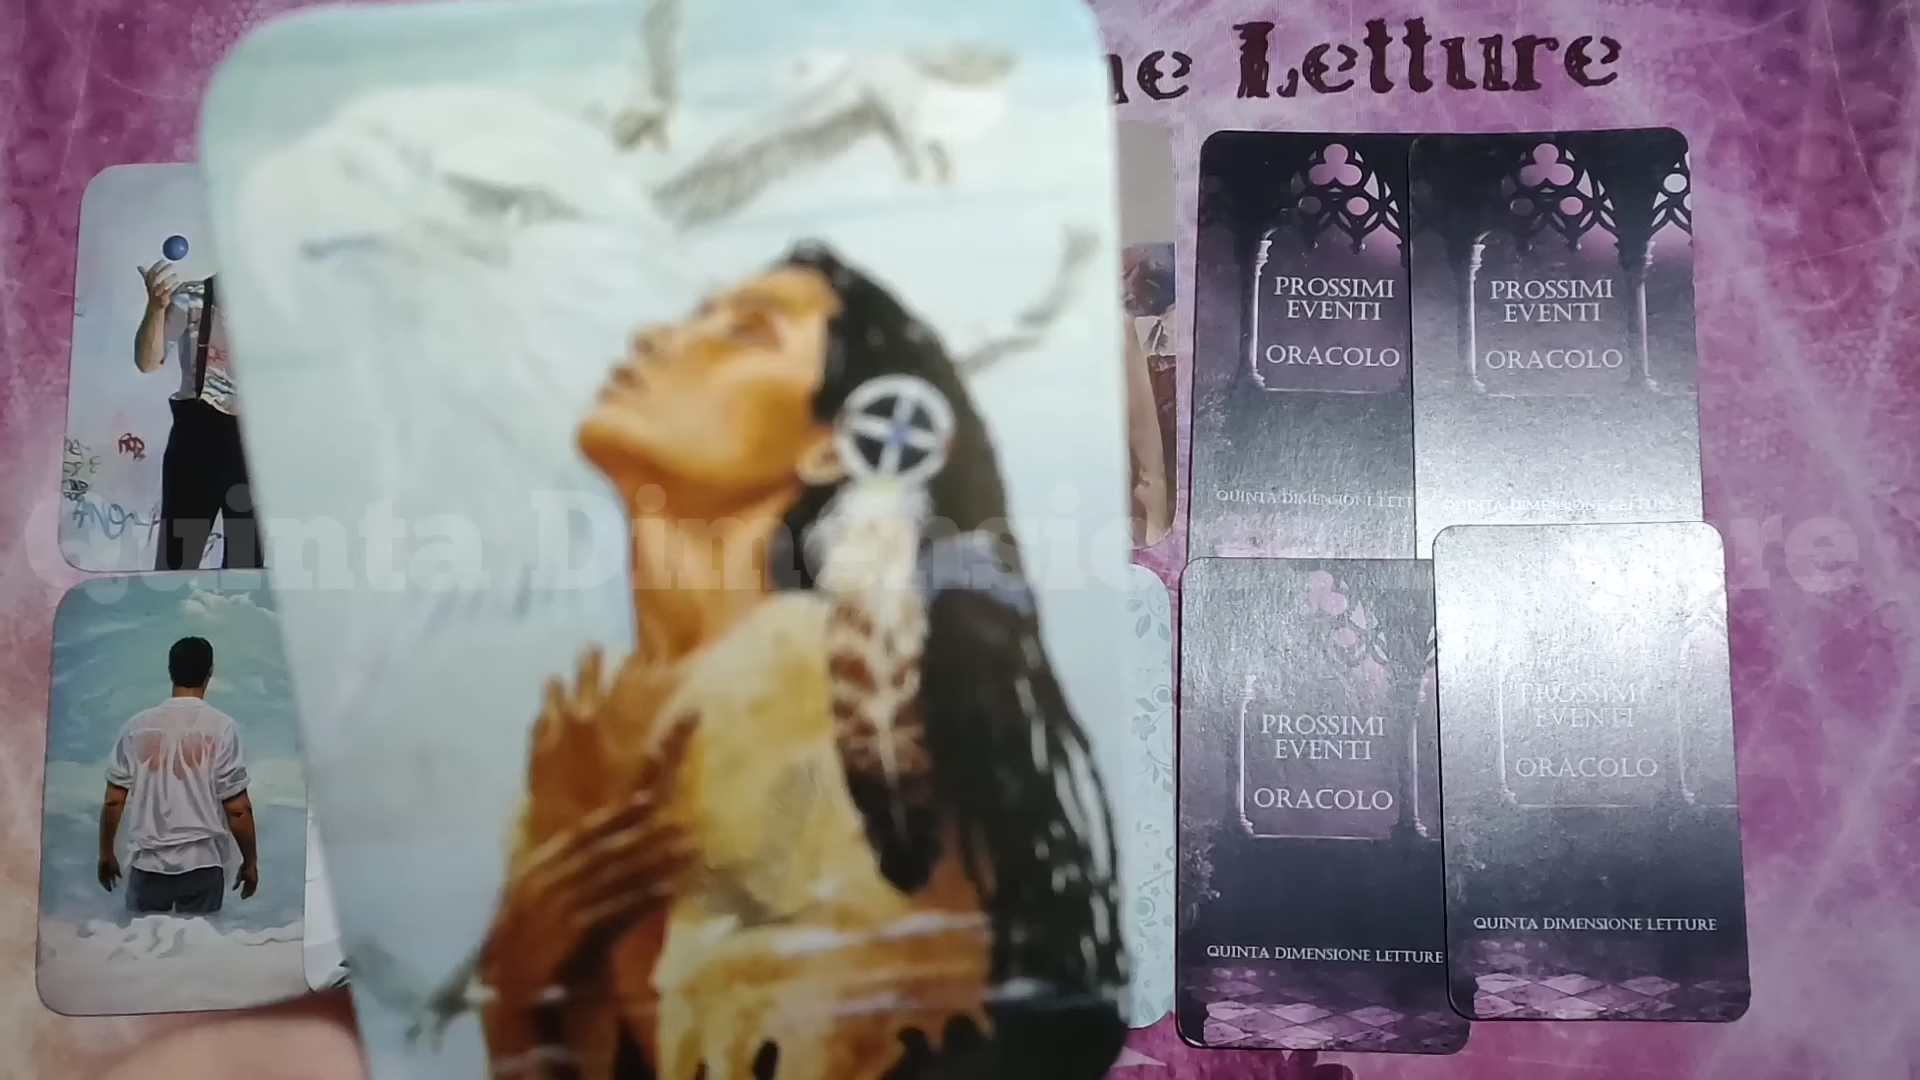 ne Letture
PROSSIMI
EVENTI
ORACOLO
QUINTA DIMENSIONE LETT
PROSSIMI
EVENTI
ORACOLO
QUINTA DIMENSIONE LETTURE
PROSSIMI
EVENTI
ORACOLO
QUINTA DIMENSIONE LETTURE
PROSSIMI
EVENTI
ORACOLO
QUINTA DIMENSIONE LETTURE
Quinta Dimensione Letture